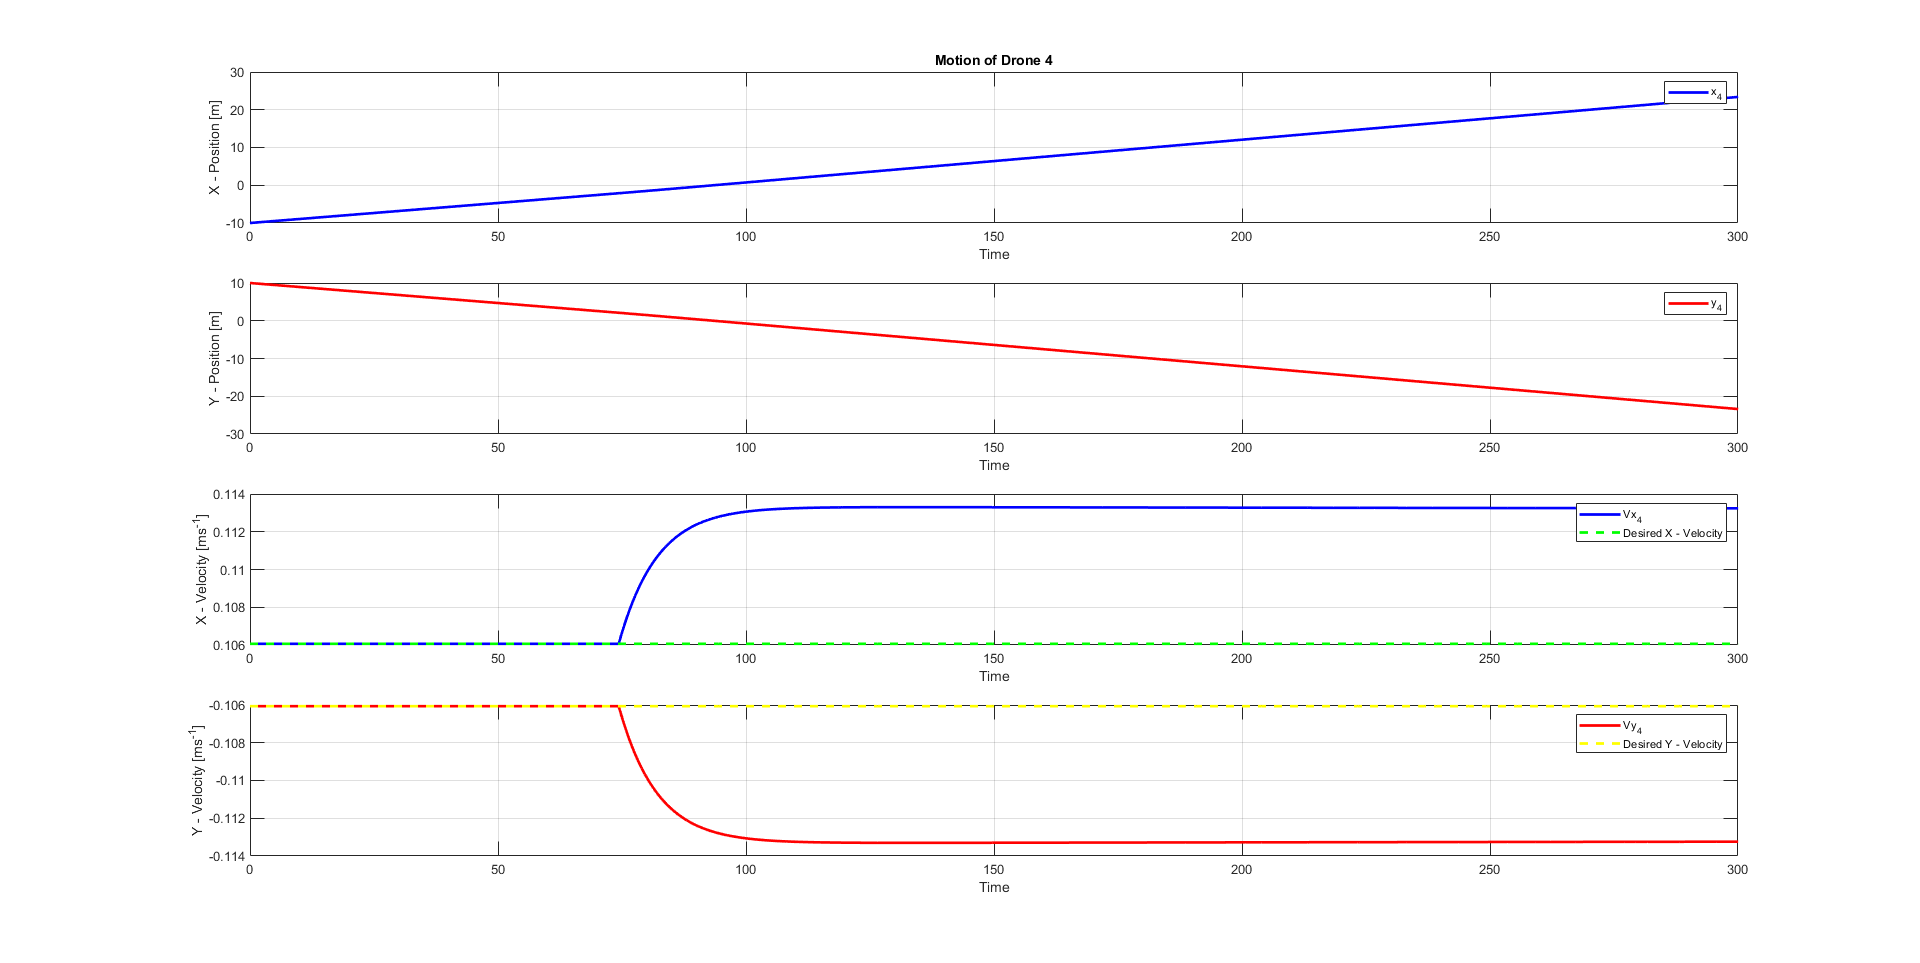 Motion of Drone 4
X - Position [m]
30
20
10
0
-10
x4
0 50 100 150 200 250 300
Time
Y - Position [m]
10
0
-10
-20
-30
y4
0 50 100 150 200 250 300
Time
X - Velocity [ms-1]
0.114
0.112
0.11
0.108
0.106
Vx4
Desired X - Velocity
0 50 100 150 200 250 300
Time
Y - Velocity [ms-1]
-0.106
-0.108
-0.11
-0.112
-0.114
Vy4
Desired Y - Velocity
0 50 100 150 200 250 300
Time